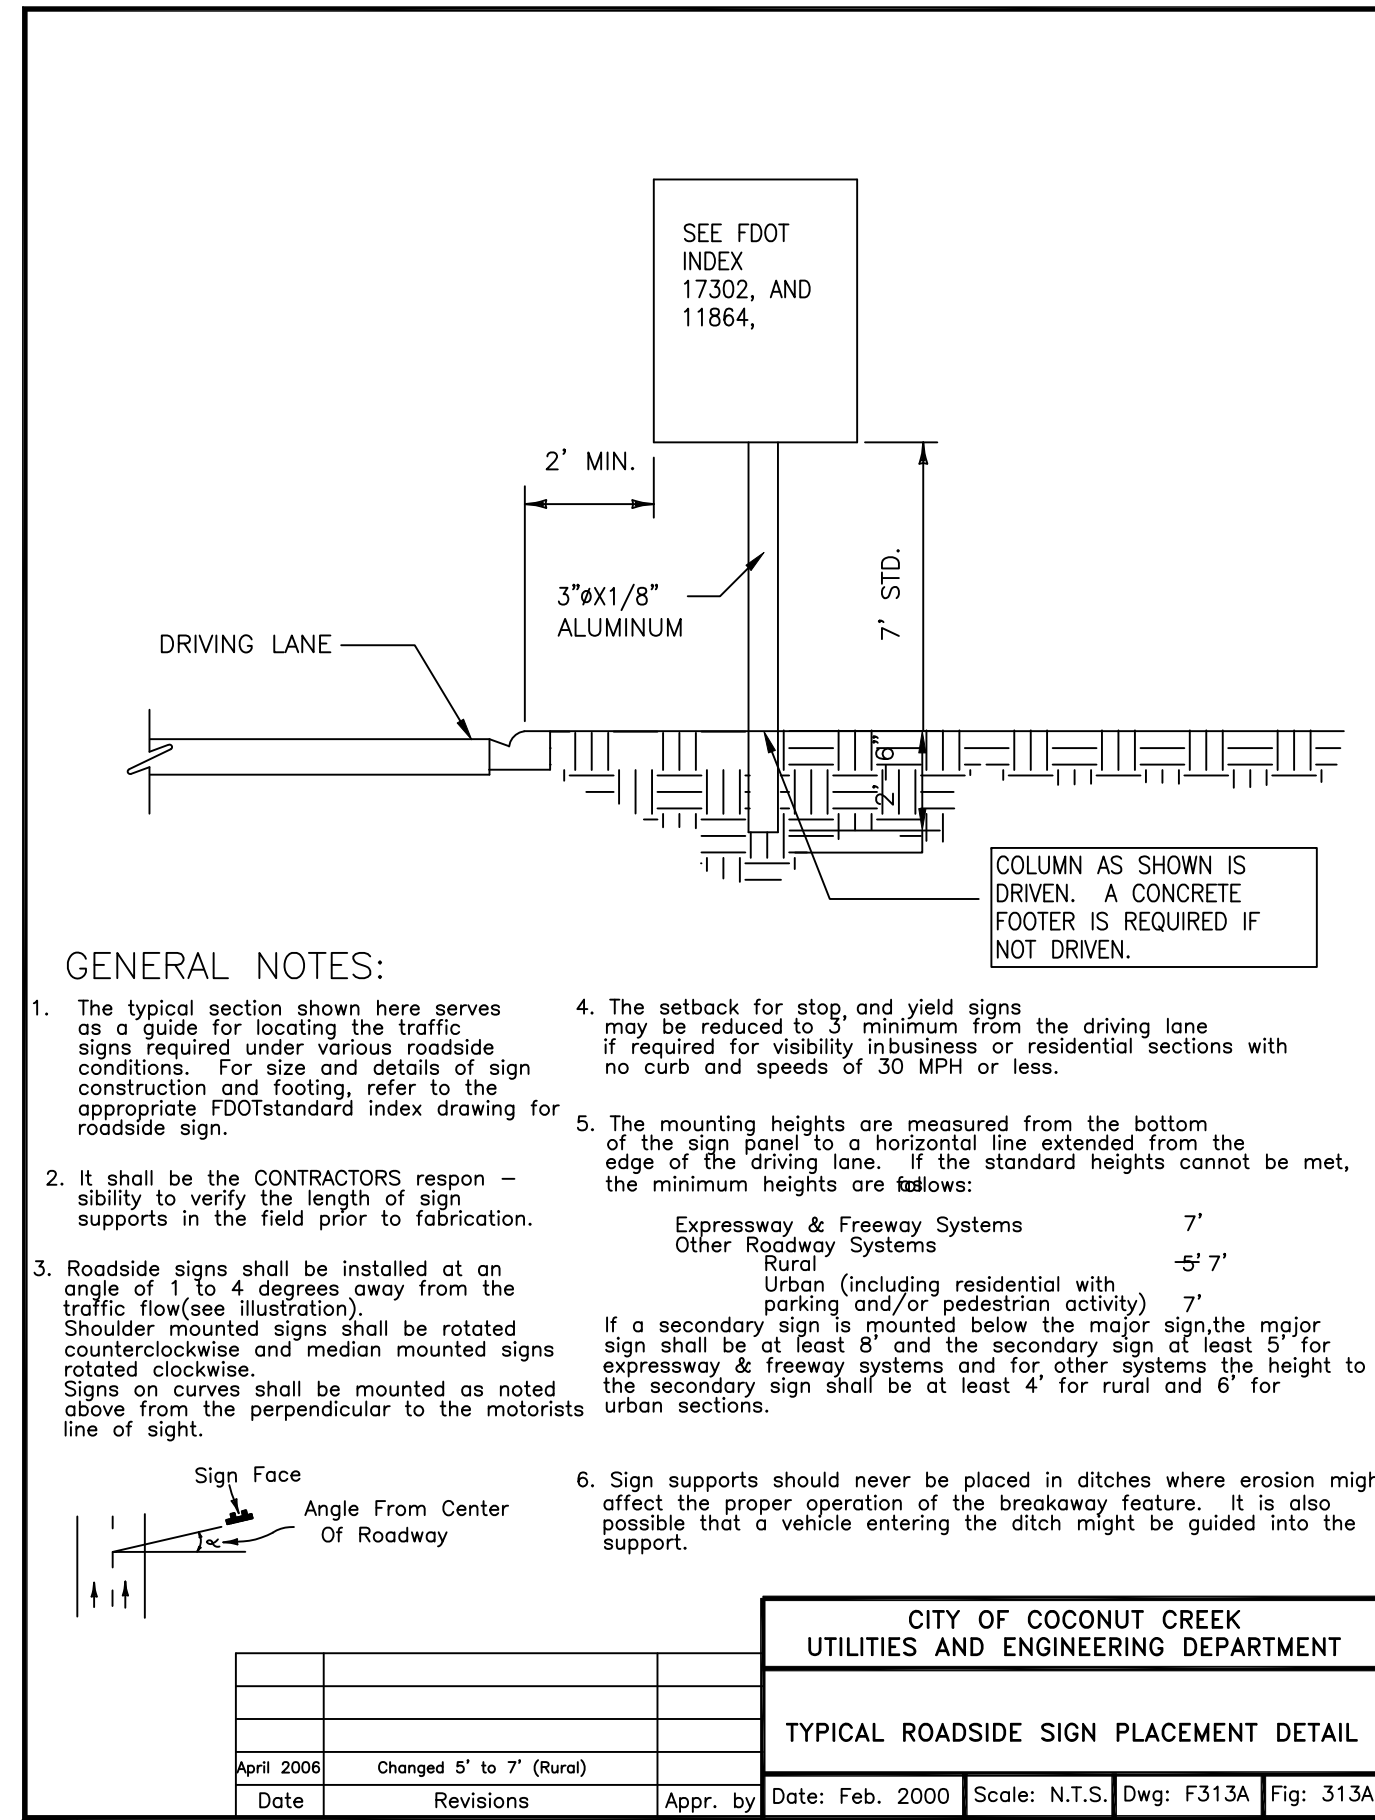 SEE FDOT
INDEX
17302, AND
11864,
2' MIN.
3"øX1/8"
ALUMINUM
7' STD.
DRIVING LANE
2'-6"
COLUMN AS SHOWN IS
DRIVEN. A CONCRETE
FOOTER IS REQUIRED IF
NOT DRIVEN.
GENERAL NOTES:
1. The typical section shown here serves
as a guide for locating the traffic
signs required under various roadside
conditions. For size and details of sign
construction and footing, refer to the
appropriate FDOTstandard index drawing for
roadside sign.
2. It shall be the CONTRACTORS respon –
sibility to verify the length of sign
supports in the field prior to fabrication.
3. Roadside signs shall be installed at an
angle of 1 to 4 degrees away from the
traffic flow(see illustration).
Shoulder mounted signs shall be rotated
counterclockwise and median mounted signs
rotated clockwise.
Signs on curves shall be mounted as noted
above from the perpendicular to the motorists
line of sight.
Sign Face
Angle From Center
Of Roadway
α
4. The setback for stop, and yield signs
may be reduced to 3' minimum from the driving lane
if required for visibility in business or residential sections with
no curb and speeds of 30 MPH or less.
5. The mounting heights are measured from the bottom
of the sign panel to a horizontal line extended from the
edge of the driving lane. If the standard heights cannot be met,
the minimum heights are as follows:
Expressway & Freeway Systems 7'
Other Roadway Systems
Rural 5' 7'
Urban (including residential with
parking and/or pedestrian activity) 7'
If a secondary sign is mounted below the major sign,the major
sign shall be at least 8' and the secondary sign at least 5' for
expressway & freeway systems and for other systems the height to
the secondary sign shall be at least 4' for rural and 6' for
urban sections.
6. Sign supports should never be placed in ditches where erosion migh
affect the proper operation of the breakaway feature. It is also
possible that a vehicle entering the ditch might be guided into the
support.
CITY OF COCONUT CREEK
UTILITIES AND ENGINEERING DEPARTMENT
TYPICAL ROADSIDE SIGN PLACEMENT DETAIL
April 2006 Changed 5' to 7' (Rural)
Date Revisions Appr. by
Date: Feb. 2000 Scale: N.T.S. Dwg: F313A Fig: 313A